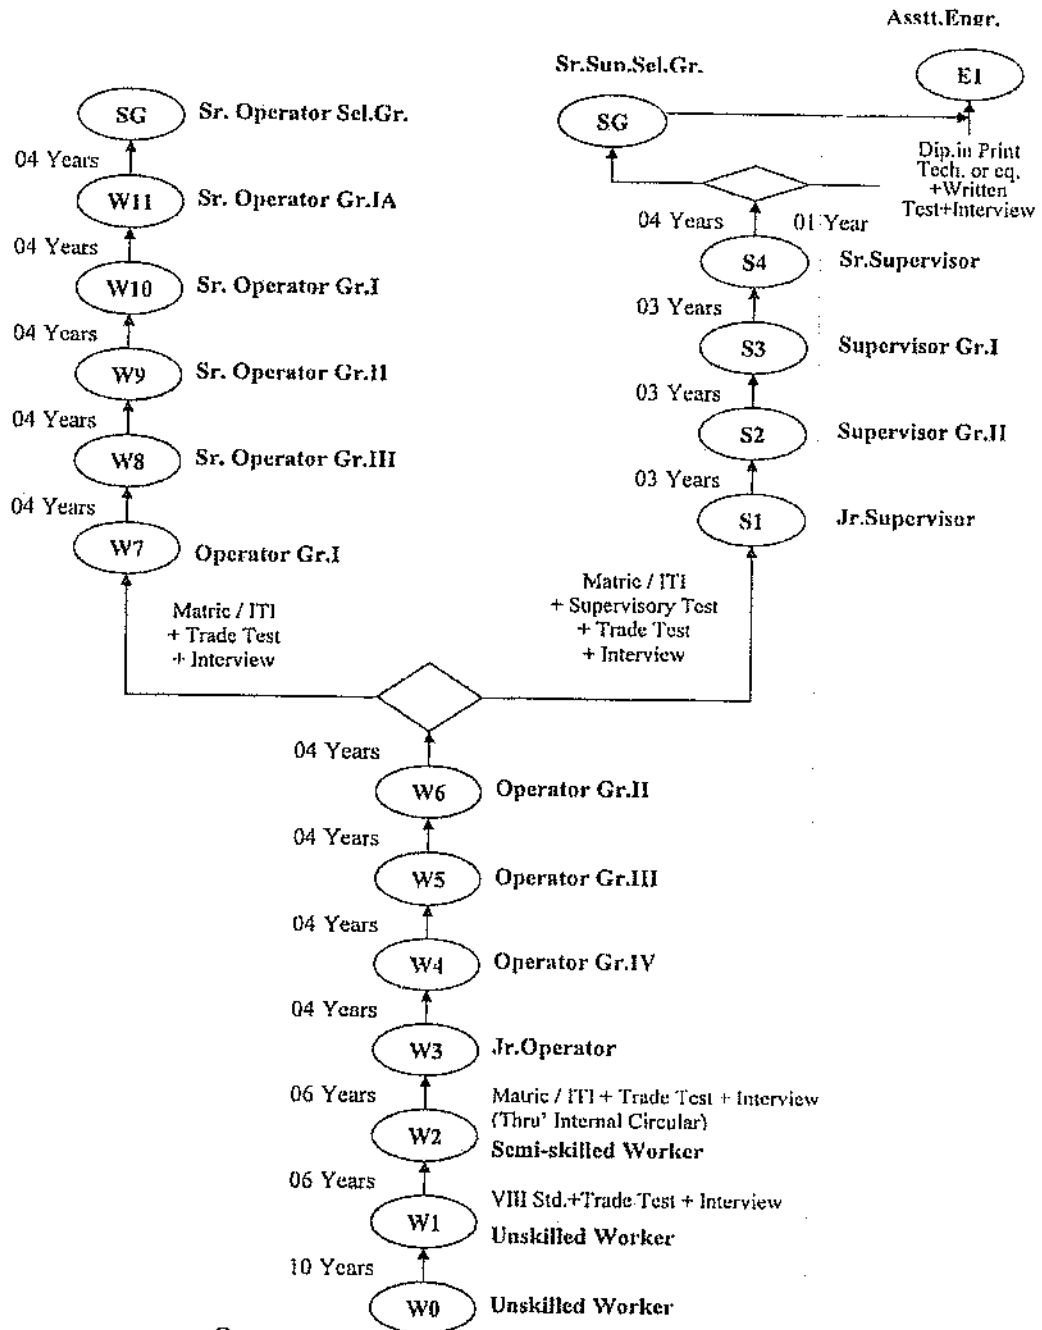 Asstt.Engr.
E1
Sr.Sun.Sel.Gr.
SG
Dip.in Print
Tech. or eq.
+Written
Test+Interview
04 Years
01 Year
S4
Sr.Supervisor
03 Years
S3
Supervisor Gr.I
03 Years
S2
Supervisor Gr.II
03 Years
S1
Jr.Supervisor
Matric / ITI
+ Supervisory Test
+ Trade Test
+ Interview
SG
Sr. Operator Sel.Gr.
04 Years
W11
Sr. Operator Gr.IA
04 Years
W10
Sr. Operator Gr.I
04 Years
W9
Sr. Operator Gr.II
04 Years
W8
Sr. Operator Gr.III
04 Years
W7
Operator Gr.I
Matric / ITI
+ Trade Test
+ Interview
04 Years
W6
Operator Gr.II
04 Years
W5
Operator Gr.III
04 Years
W4
Operator Gr.IV
04 Years
W3
Jr.Operator
06 Years
Matric / ITI + Trade Test + Interview
(Thru' Internal Circular)
W2
Semi-skilled Worker
06 Years
VIII Std.+Trade Test + Interview
W1
Unskilled Worker
10 Years
W0
Unskilled Worker